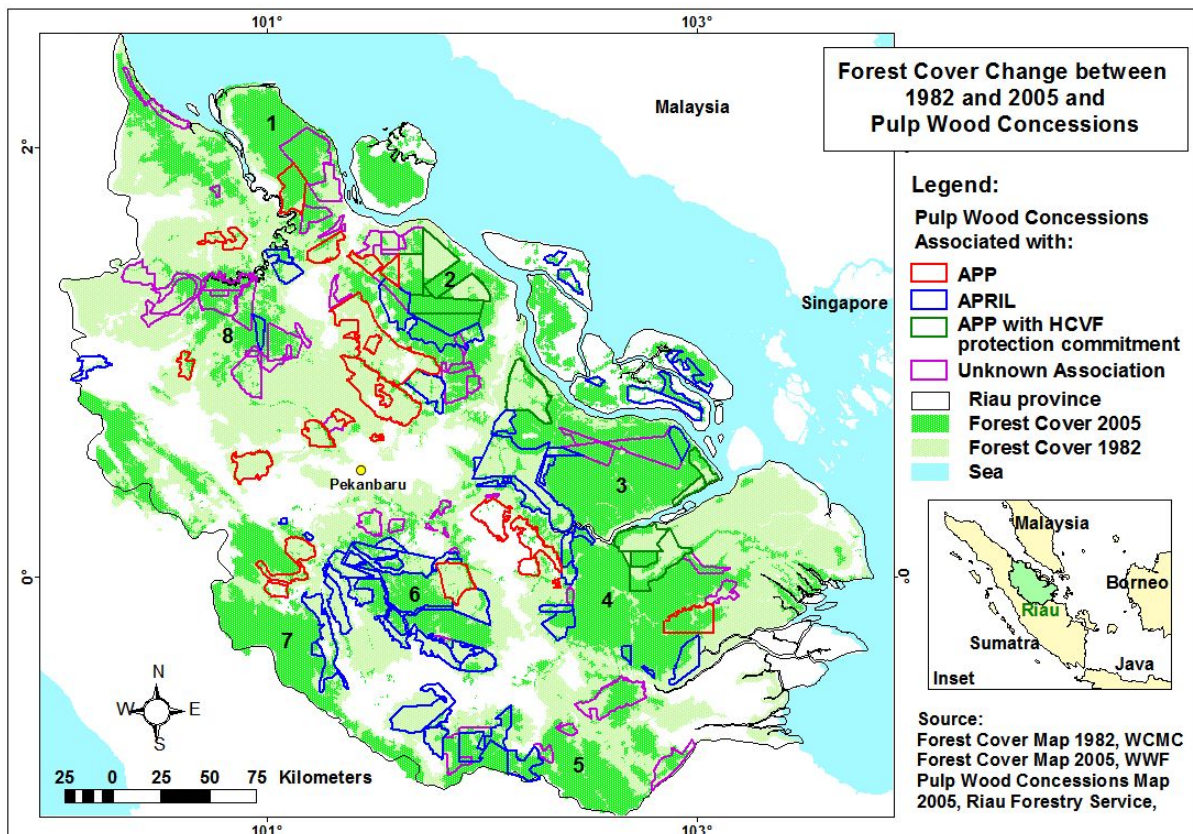 101°
103°
Forest Cover Change between
1982 and 2005 and
Pulp Wood Concessions
Malaysia
2°
1
2
Singapore
8
Pekanbaru
3
0°
0
4
6
7
5
N
W E
S
25 0 25 50 75 Kilometers
Legend:
Pulp Wood Concessions
Associated with:
APP
APRIL
APP with HCVF
protection commitment
Unknown Association
Riau province
Forest Cover 2005
Forest Cover 1982
Sea
Malaysia
Borneo
Riau
Sumatra
Java
Inset
Source:
Forest Cover Map 1982, WCMC
Forest Cover Map 2005, WWF
Pulp Wood Concessions Map
2005, Riau Forestry Service,
101°
103°